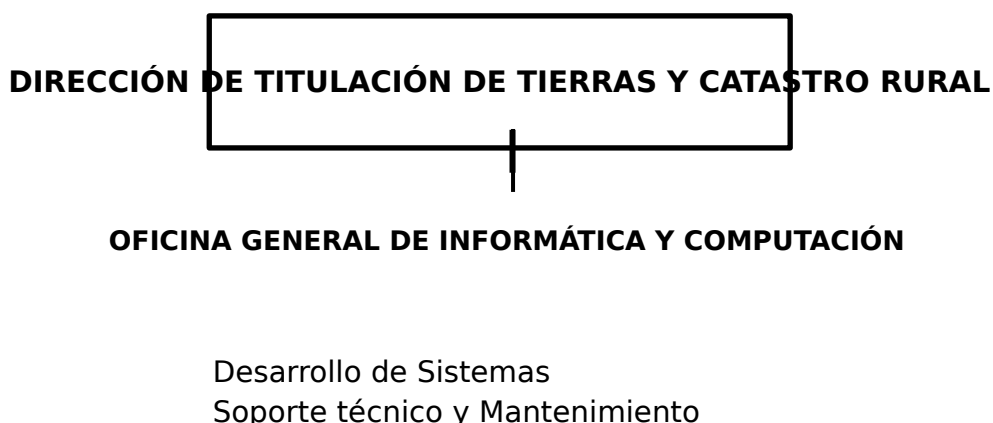 DIRECCIÓN DE TITULACIÓN DE TIERRAS Y CATASTRO RURAL
OFICINA GENERAL DE INFORMÁTICA Y COMPUTACIÓN
Desarrollo de Sistemas
Soporte técnico y Mantenimiento